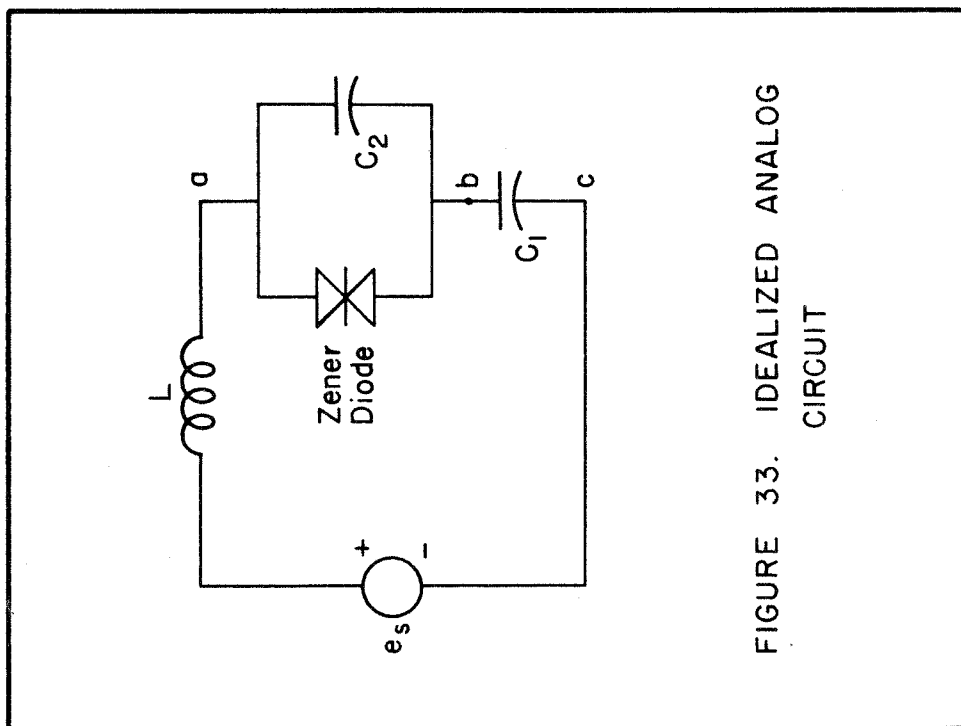 L
a
C2
Zener
Diode
b
C1
c
+
es
-
FIGURE 33. IDEALIZED ANALOG
CIRCUIT